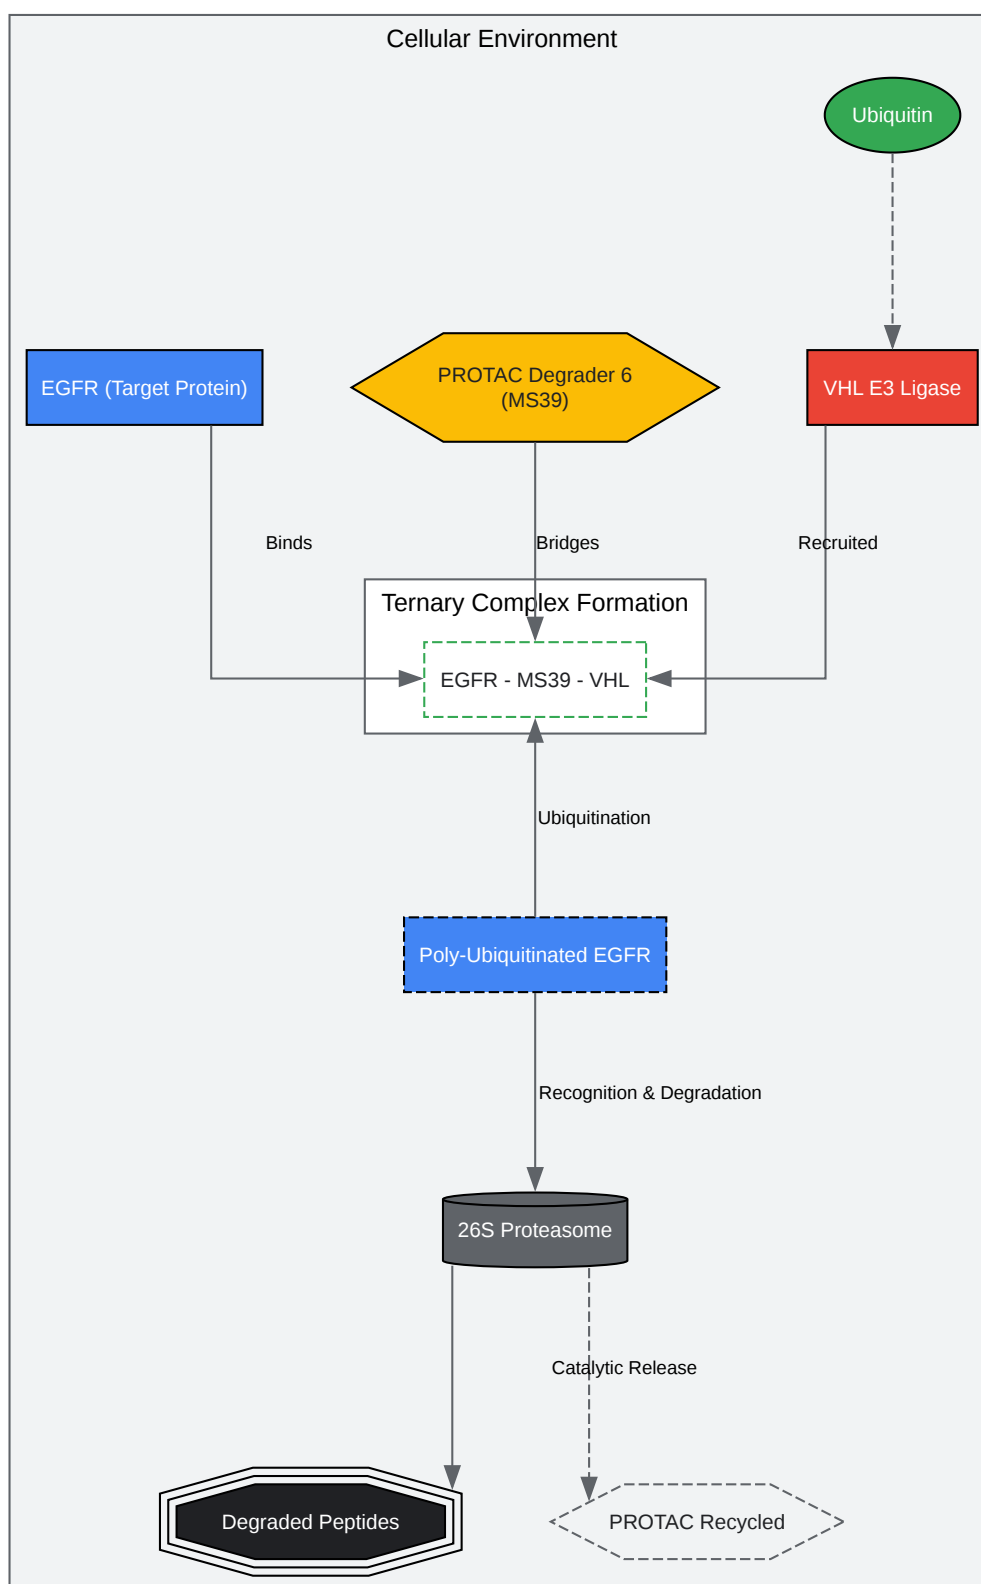 Cellular Environment
Ubiquitin
EGFR (Target Protein)
PROTAC Degrader 6
(MS39)
VHL E3 Ligase
Binds
Bridges
Recruited
Ternary Complex Formation
EGFR - MS39 - VHL
Ubiquitination
Poly-Ubiquitinated EGFR
Recognition & Degradation
26S Proteasome
Catalytic Release
Degraded Peptides
PROTAC Recycled